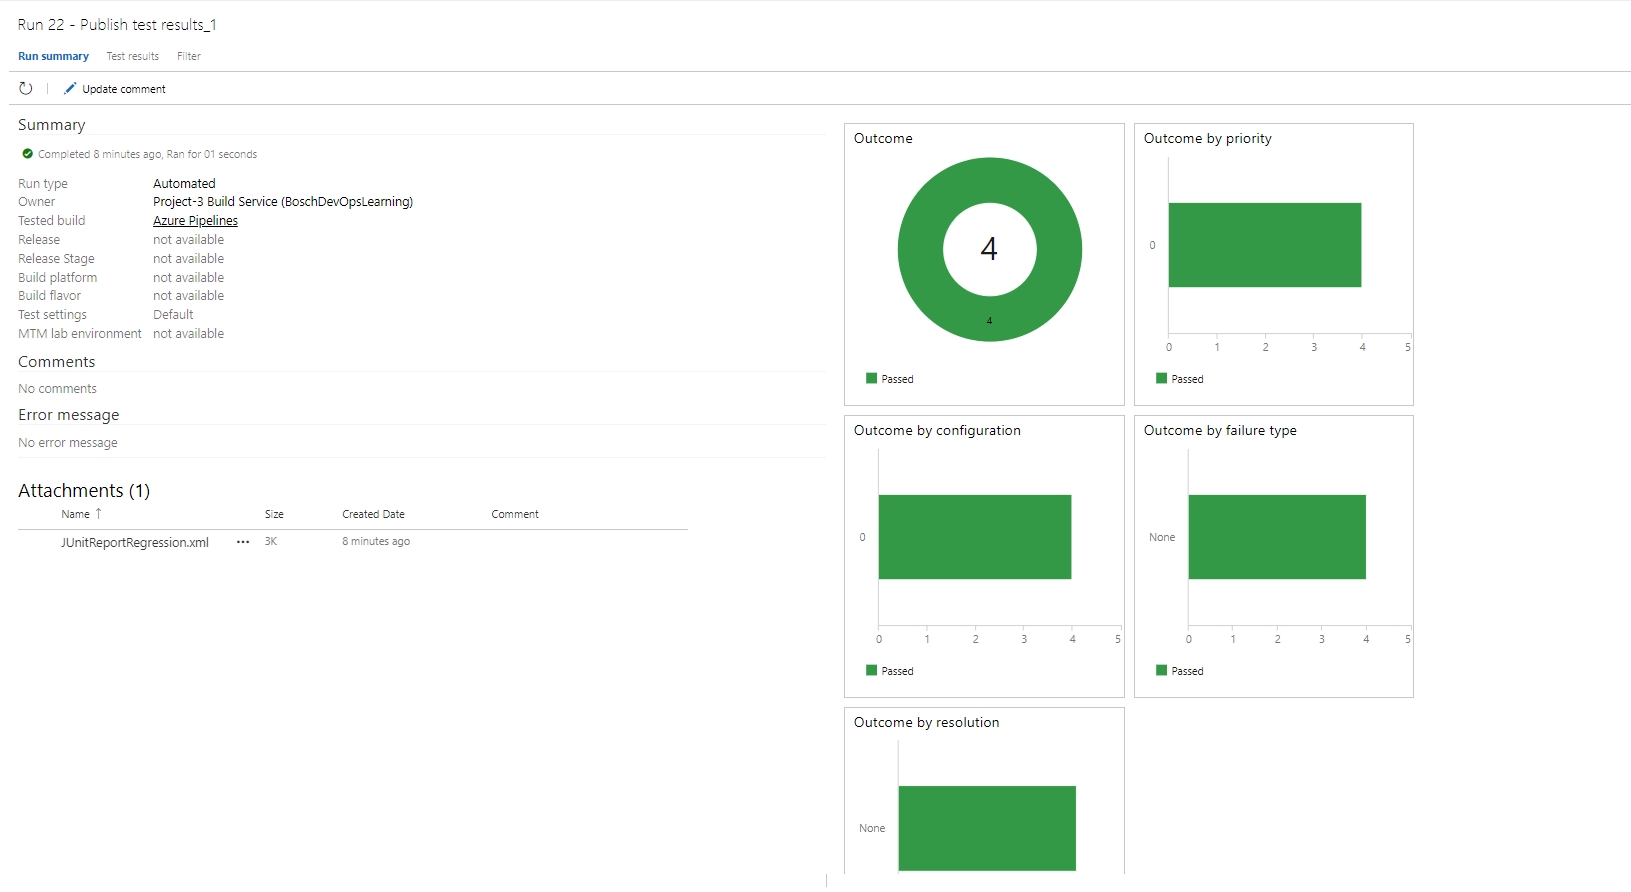 Run 22 - Publish test results_1
Run summary Test results Filter
Update comment
Summary
Completed 8 minutes ago, Ran for 01 seconds
Run type Automated
Owner Project-3 Build Service (BoschDevOpsLearning)
Tested build Azure Pipelines
Release not available
Release Stage not available
Build platform not available
Build flavor not available
Test settings Default
MTM lab environment not available
Comments
No comments
Error message
No error message
Attachments (1)
Name ↑ Size Created Date Comment
JUnitReportRegression.xml ... 3K 8 minutes ago
Outcome
4
4
Passed
Outcome by priority
0
0 1 2 3 4 5
Passed
Outcome by configuration
0
0 1 2 3 4 5
Passed
Outcome by failure type
None
0 1 2 3 4 5
Passed
Outcome by resolution
None